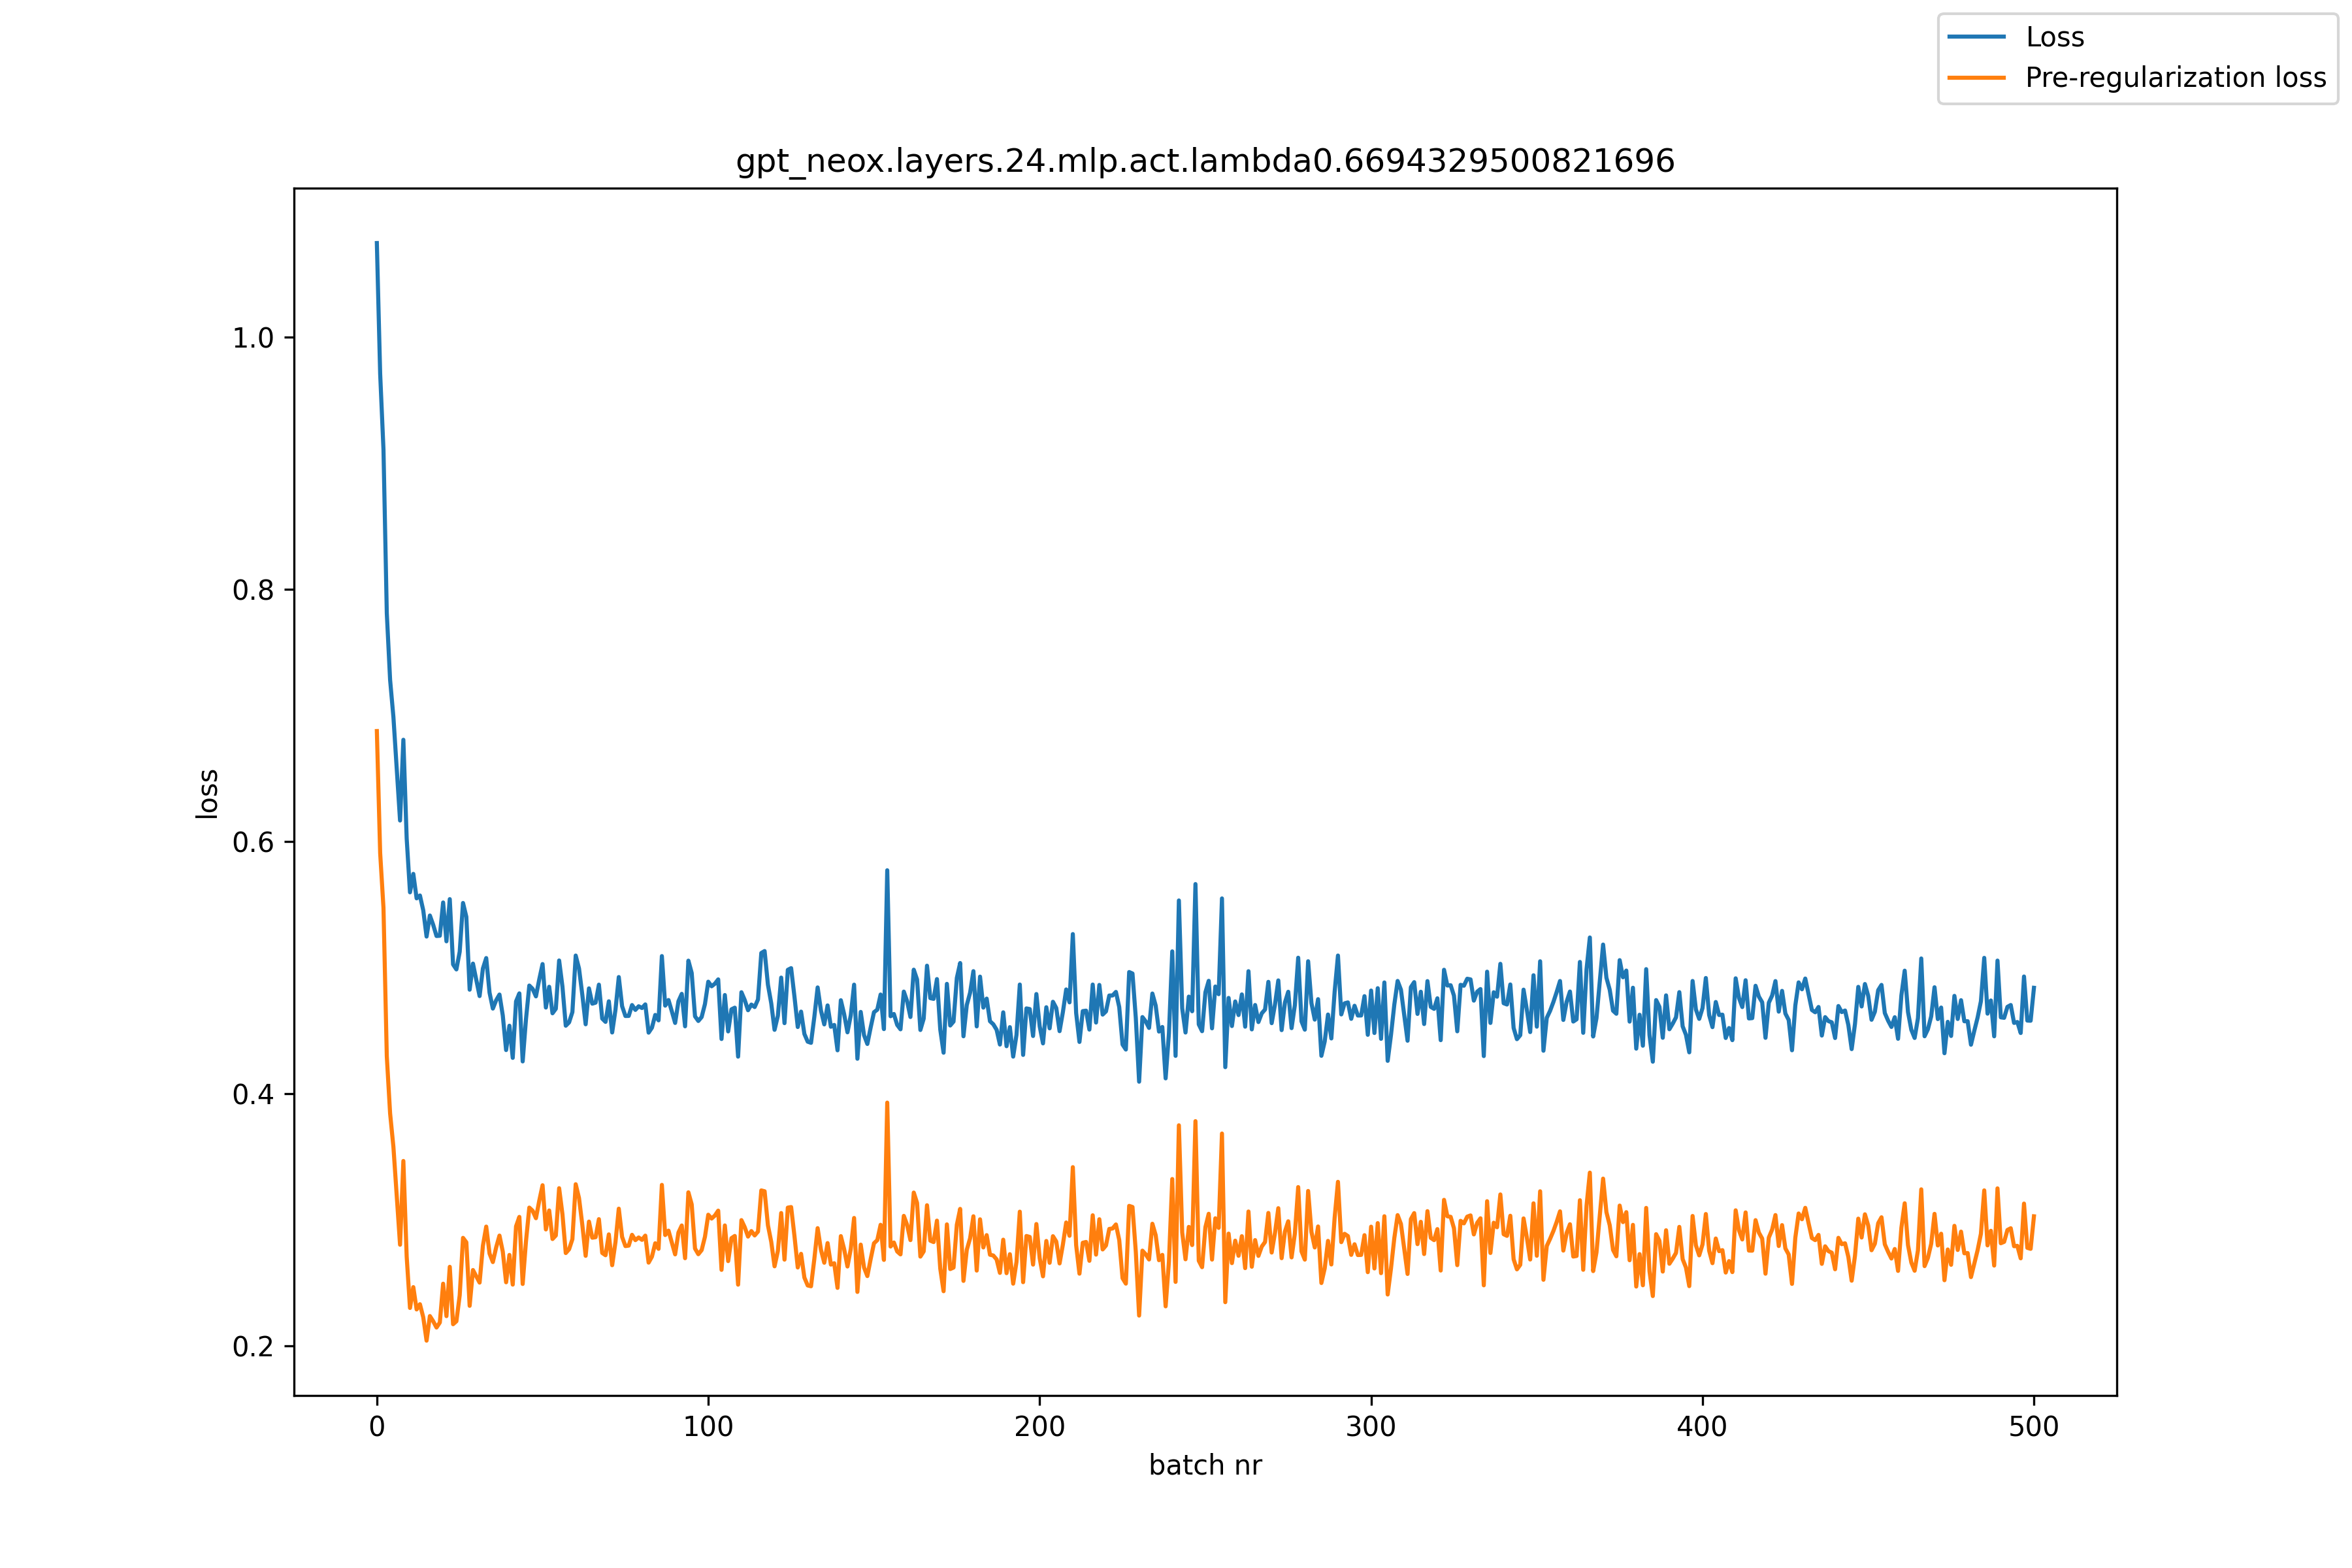 Loss
Pre-regularization loss
gpt_neox.layers.24.mlp.act.lambda0.6694329500821696
1.0
0.8
0.6
0.4
0.2
loss
0 100 200 300 400 500
batch nr